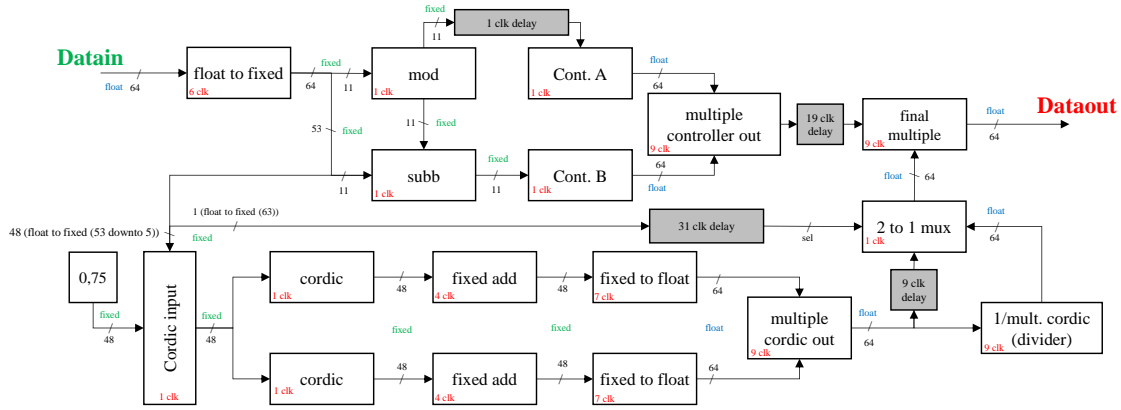 1 clk delay
fixed
11
Datain
float
64
float to fixed
6 clk
64
fixed
11
mod
1 clk
Cont. A
1 clk
float
64
53
fixed
11
fixed
multiple
controller out
9 clk
19 clk
delay
final
multiple
9 clk
float
64
Dataout
11
subb
1 clk
fixed
11
Cont. B
1 clk
64
float
float
64
1 (float to fixed (63))
48 (float to fixed (53 downto 5))
fixed
31 clk delay
sel
2 to 1 mux
1 clk
float
64
0,75
fixed
48
Cordic input
1 clk
fixed
48
cordic
1 clk
48
fixed add
4 clk
48
fixed to float
7 clk
64
9 clk
delay
fixed
fixed
float
multiple
cordic out
9 clk
float
64
1/mult. cordic
(divider)
9 clk
cordic
1 clk
48
fixed add
4 clk
48
fixed to float
7 clk
64